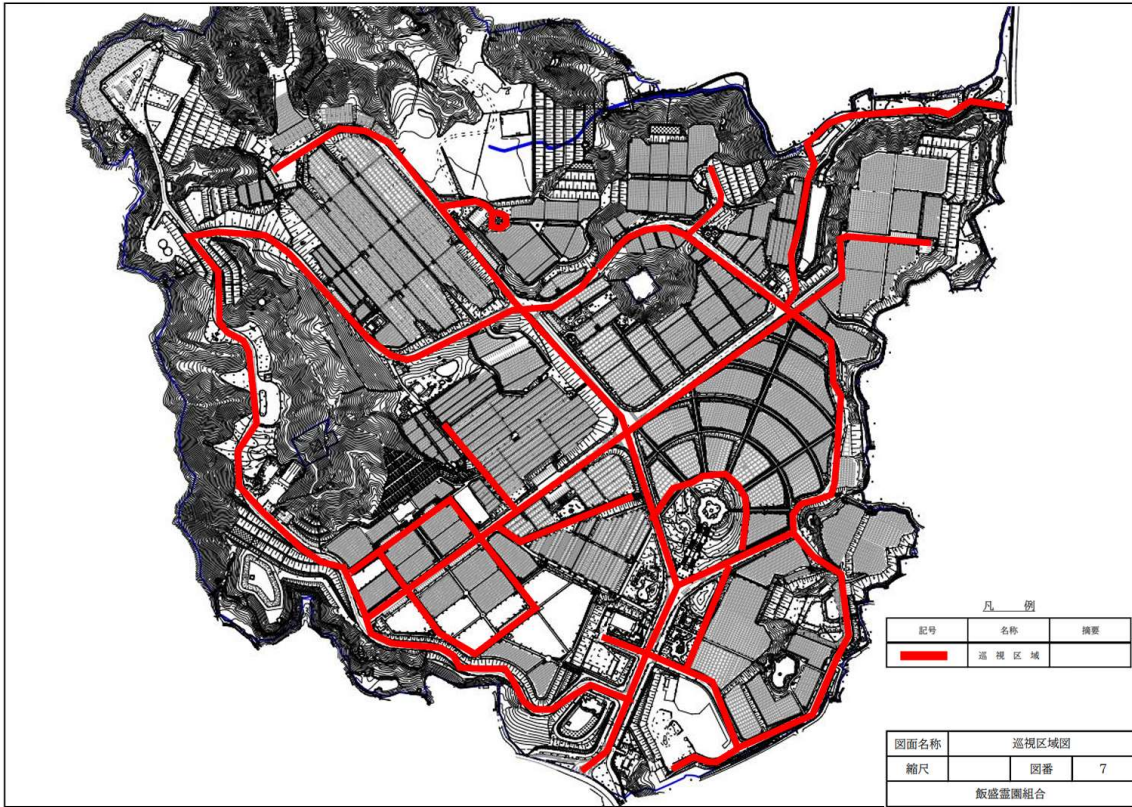 凡 例
記号 名称 摘要
巡 視 区 域
図面名称 巡視区域図
縮尺 図番 7
飯盛霊園組合